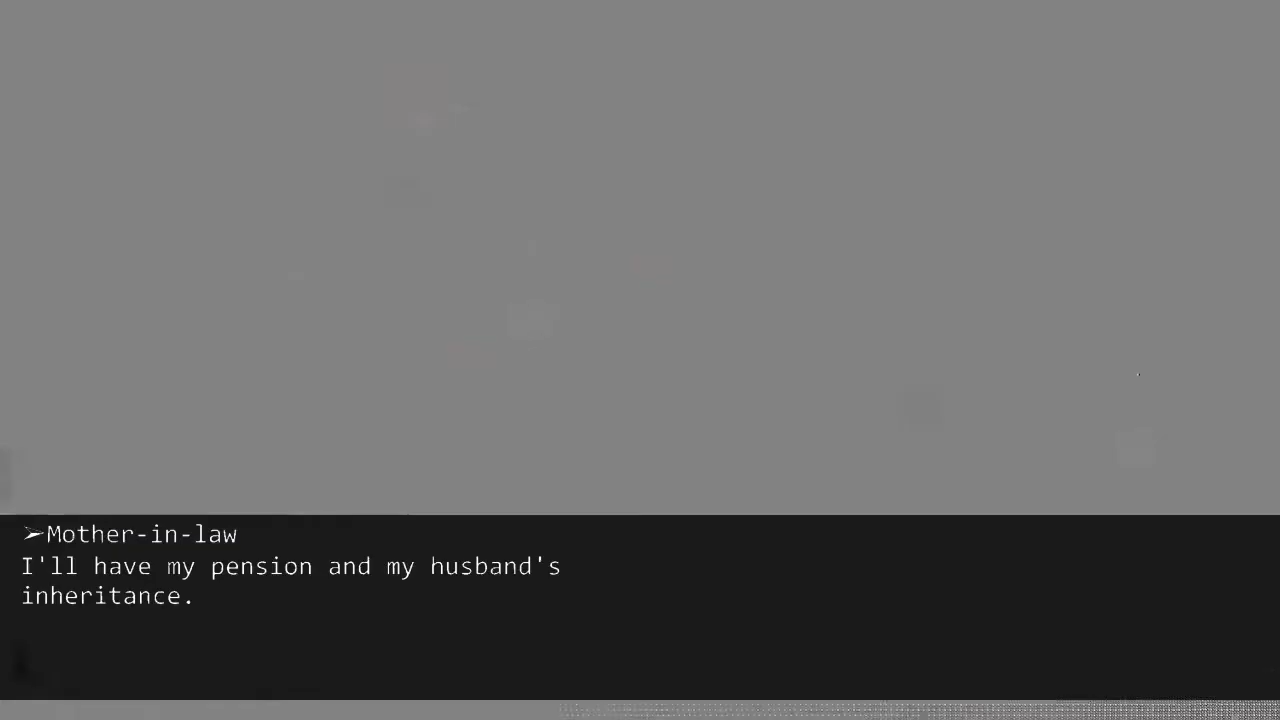 ➢Mother-in-law
I'll have my pension and my husband's
inheritance.